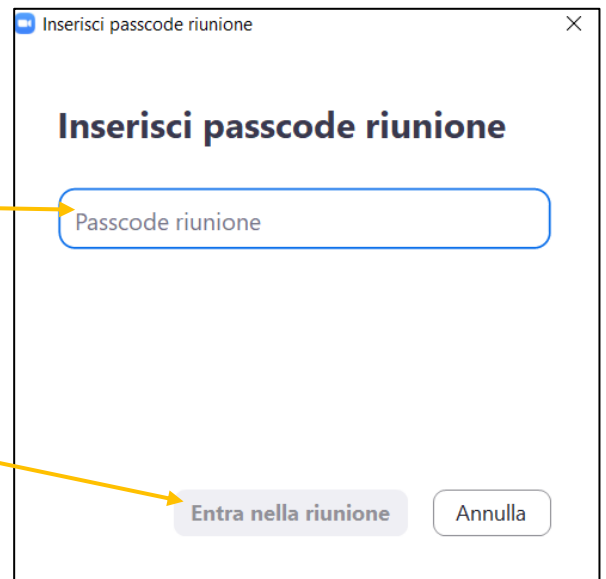 Inserisci passcode riunione
Inserisci passcode riunione
Passcode riunione
Entra nella riunione Annulla